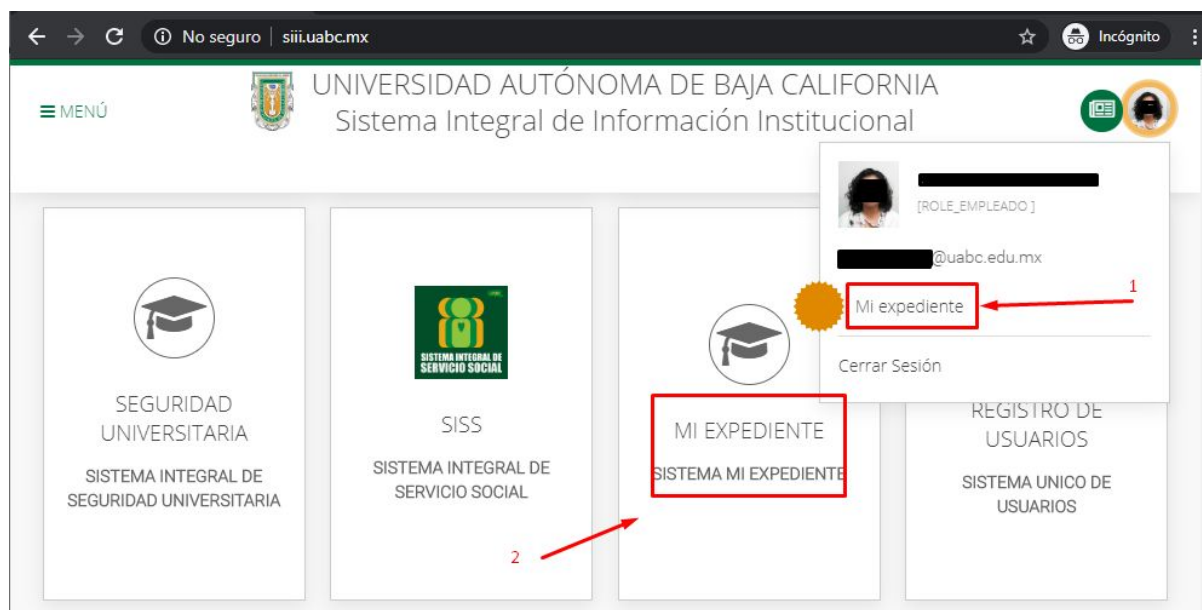 No seguro
siii.uabc.mx
Incógnito
MENÚ
UNIVERSIDAD AUTÓNOMA DE BAJA CALIFORNIA
Sistema Integral de Información Institucional
[ROLE_EMPLEADO ]
@uabc.edu.mx
1
Mi expediente
Cerrar Sesión
SEGURIDAD
UNIVERSITARIA
SISTEMA INTEGRAL DE
SEGURIDAD UNIVERSITARIA
SISTEMA INTEGRAL DE
SERVICIO SOCIAL
SISS
SISTEMA INTEGRAL DE
SERVICIO SOCIAL
MI EXPEDIENTE
SISTEMA MI EXPEDIENTE
REGISTRO DE
USUARIOS
SISTEMA UNICO DE
USUARIOS
2